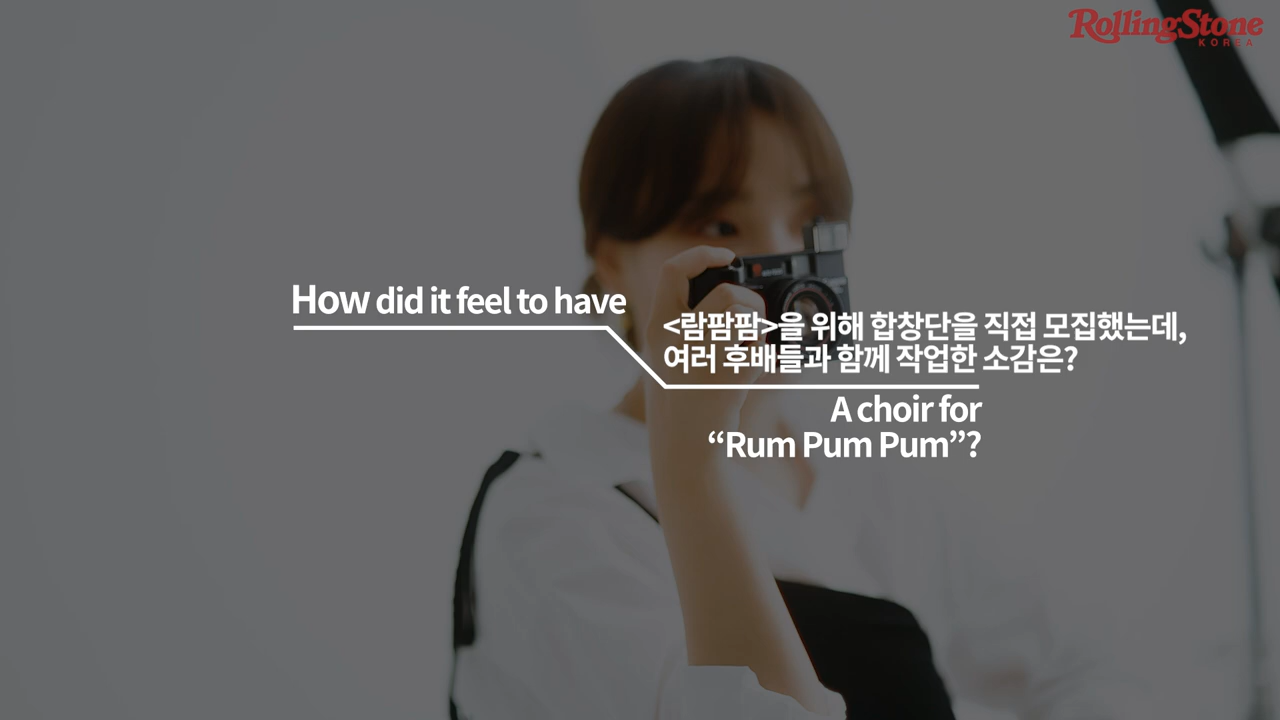 RollingStone
KOREA
How did it feel to have
<람팜팜>을 위해 합창단을 직접 모집했는데,
여러 후배들과 함께 작업한 소감은?
A choir for
“Rum Pum Pum”?